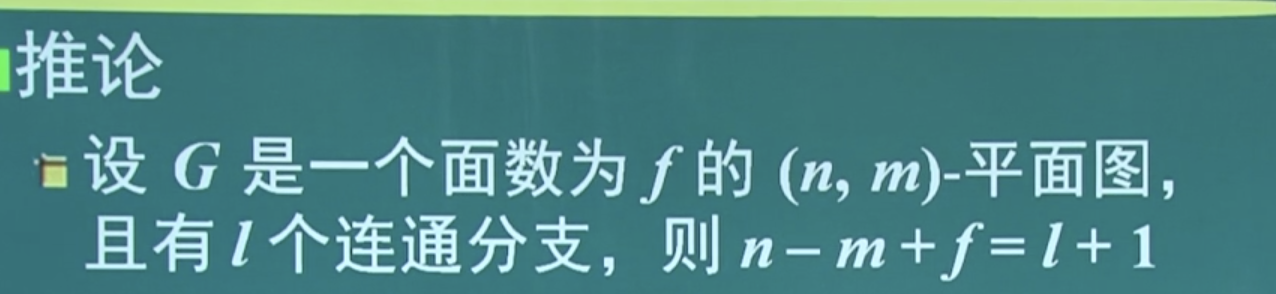 推论
设 G 是一个面数为 f 的 (n, m)-平面图，
且有 l 个连通分支，则 n – m + f = l + 1